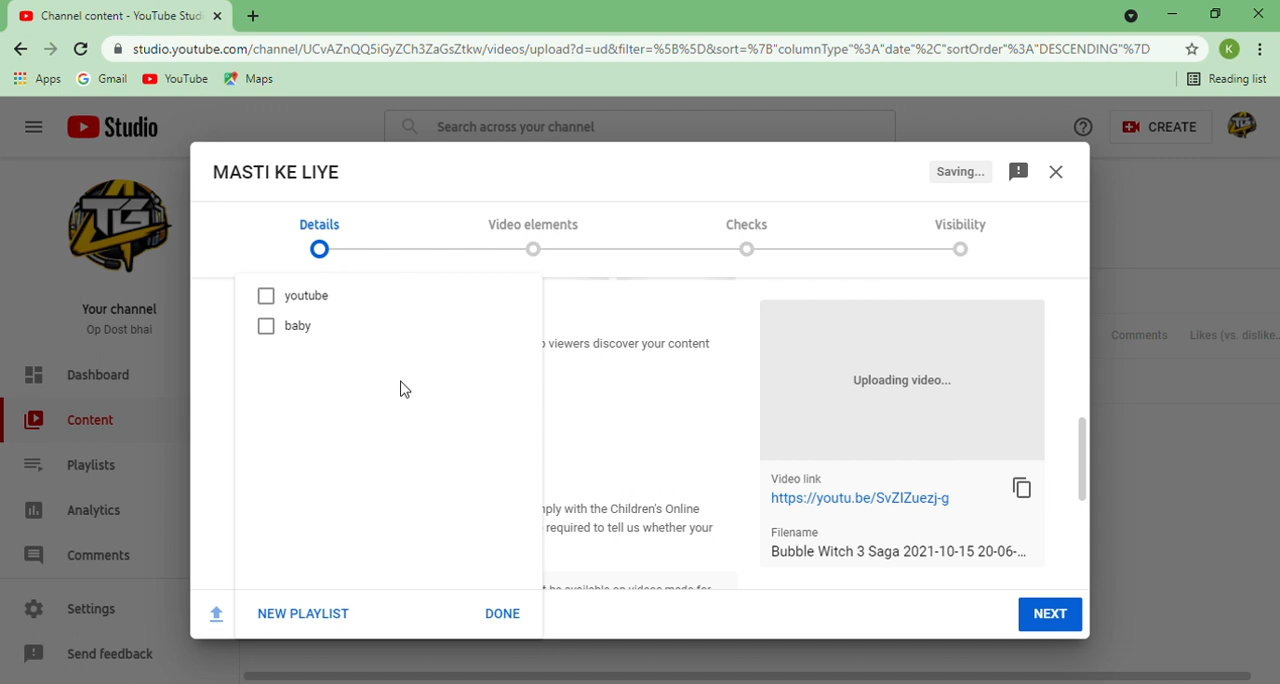 Channel content - YouTube Studi
studio.youtube.com/channel/UCvAZnQQ5iGyZCh3ZaGsZtkw/videos/upload?d=ud&filter=%5B%5D&sort=%7B"columnType"%3A"date"%2C"sortOrder"%3A"DESCENDING"%7D
K
Apps Gmail YouTube Maps Reading list
Studio
Search across your channel
CREATE
MASTI KE LIYE
Saving...
Details Video elements Checks Visibility
TG
Your channel
Op Dost bhai
Dashboard
Content
Playlists
Analytics
Comments
Settings
Send feedback
youtube
baby
viewers discover your content
mply with the Children's Online
required to tell us whether your
NEW PLAYLIST DONE
Uploading video...
Video link
https://youtu.be/SvZIZuezj-g
Filename
Bubble Witch 3 Saga 2021-10-15 20-06-...
NEXT
Comments Likes (vs. dislike...